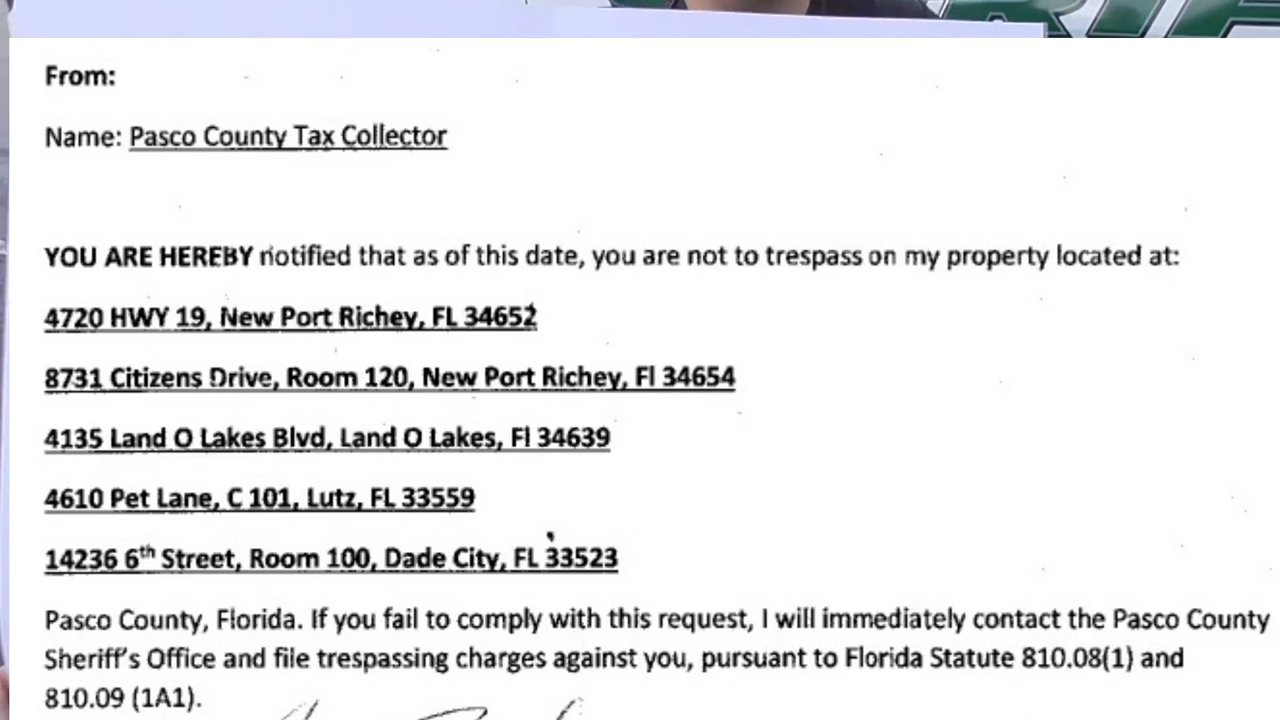 From:
Name: Pasco County Tax Collector
YOU ARE HEREBY notified that as of this date, you are not to trespass on my property located at:
4720 HWY 19, New Port Richey, FL 34652
8731 Citizens Drive, Room 120, New Port Richey, Fl 34654
4135 Land O Lakes Blvd, Land O Lakes, Fl 34639
4610 Pet Lane, C 101, Lutz, FL 33559
14236 6th Street, Room 100, Dade City, FL 33523
Pasco County, Florida. If you fail to comply with this request, I will immediately contact the Pasco County
Sheriff's Office and file trespassing charges against you, pursuant to Florida Statute 810.08(1) and
810.09 (1A1).